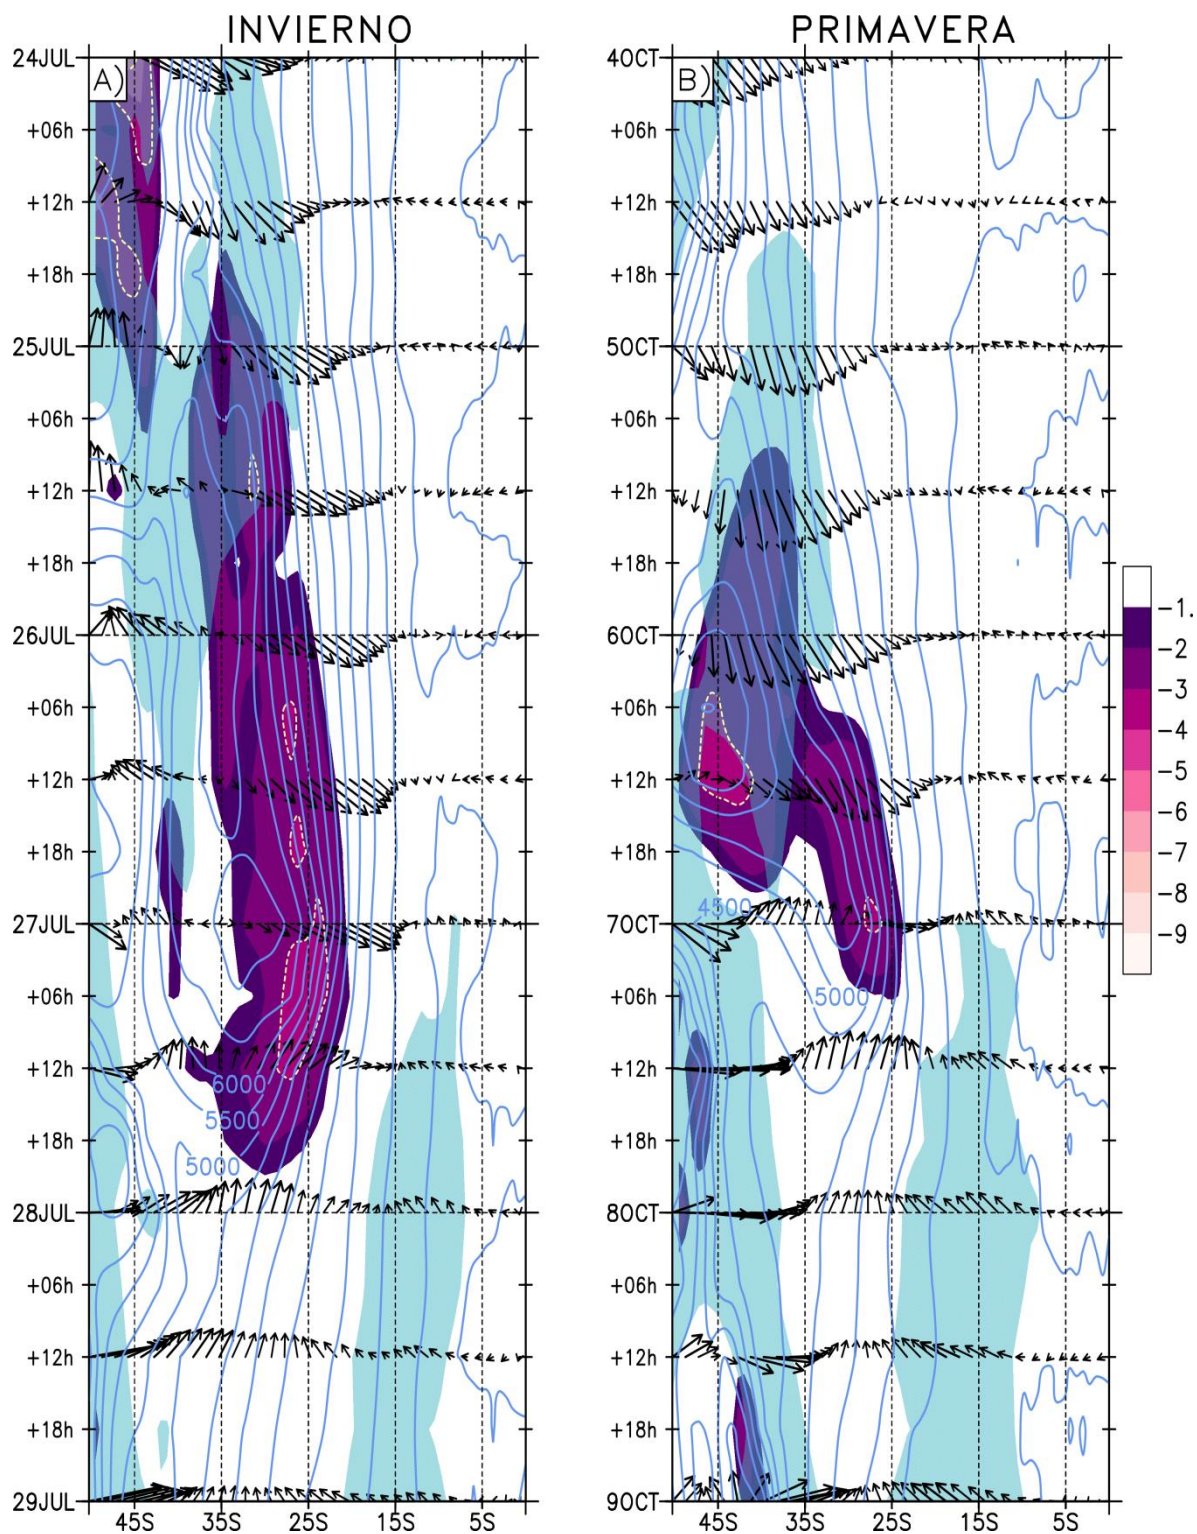 INVIERNO
A)
24JUL
+06h
+12h
+18h
25JUL
+06h
+12h
+18h
26JUL
+06h
+12h
+18h
27JUL
+06h
+12h
+18h
28JUL
+06h
+12h
+18h
29JUL
6000
5500
5000
45S 35S 25S 15S 5S
PRIMAVERA
B)
4OCT
+06h
+12h
+18h
5OCT
+06h
+12h
+18h
6OCT
+06h
+12h
+18h
7OCT
+06h
+12h
+18h
8OCT
+06h
+12h
+18h
9OCT
4500
5000
45S 35S 25S 15S 5S
-1.
-2
-3
-4
-5
-6
-7
-8
-9